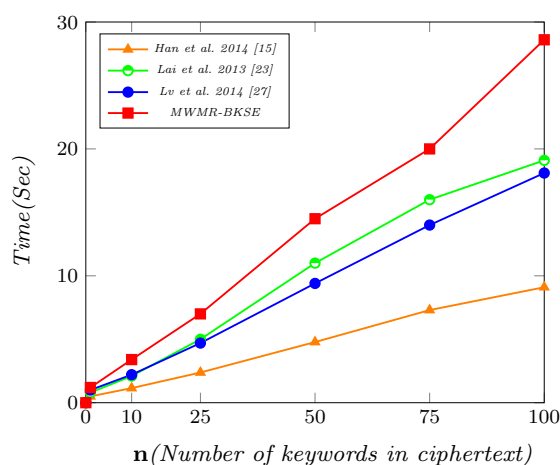 30
20
10
0
Time(Sec)
Han et al. 2014 [15]
Lai et al. 2013 [23]
Lv et al. 2014 [27]
MWMR-BKSE
0 10 25 50 75 100
n(Number of keywords in ciphertext)